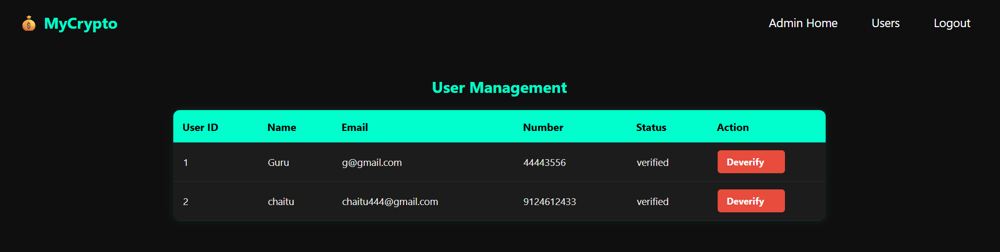 MyCrypto Admin Home Users Logout
User Management
User ID Name Email Number Status Action
1 Guru g@gmail.com 44443556 verified Deverify
2 chaitu chaitu444@gmail.com 9124612433 verified Deverify